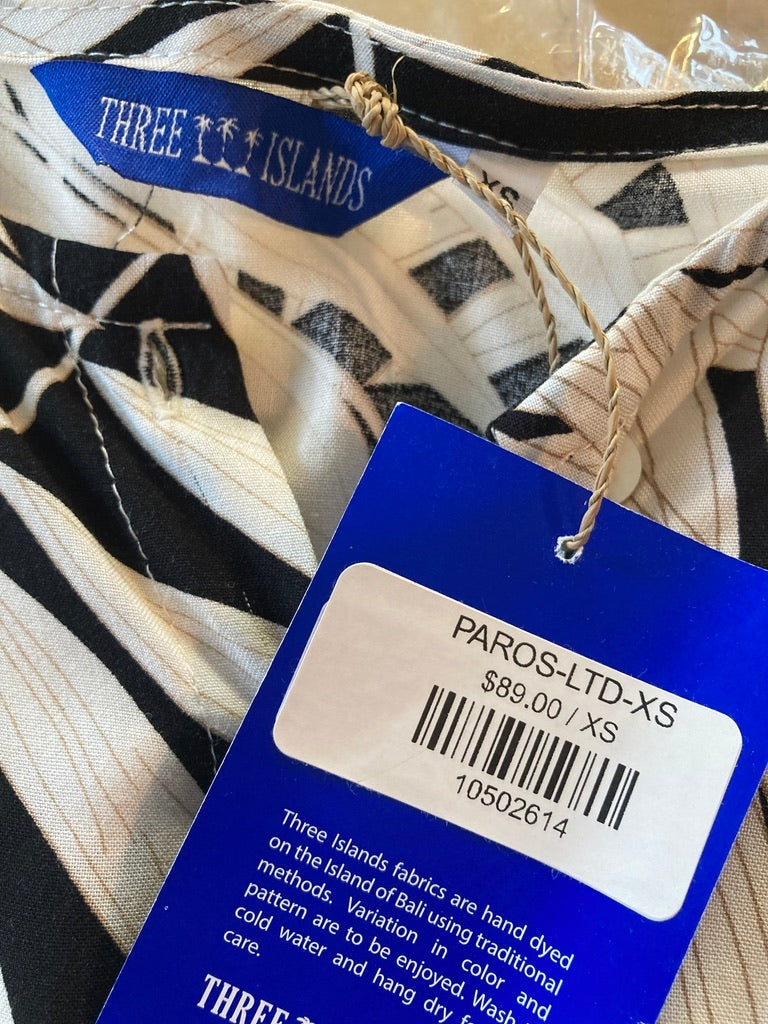 THREE ISLANDS
XS
PAROS-LTD-XS
$89.00 / XS
10502614
Three Islands fabrics are hand dyed
on the Island of Bali using traditional
methods. Variation in color and
pattern are to be enjoyed. Wash
cold water and hang dry
care.
THREE